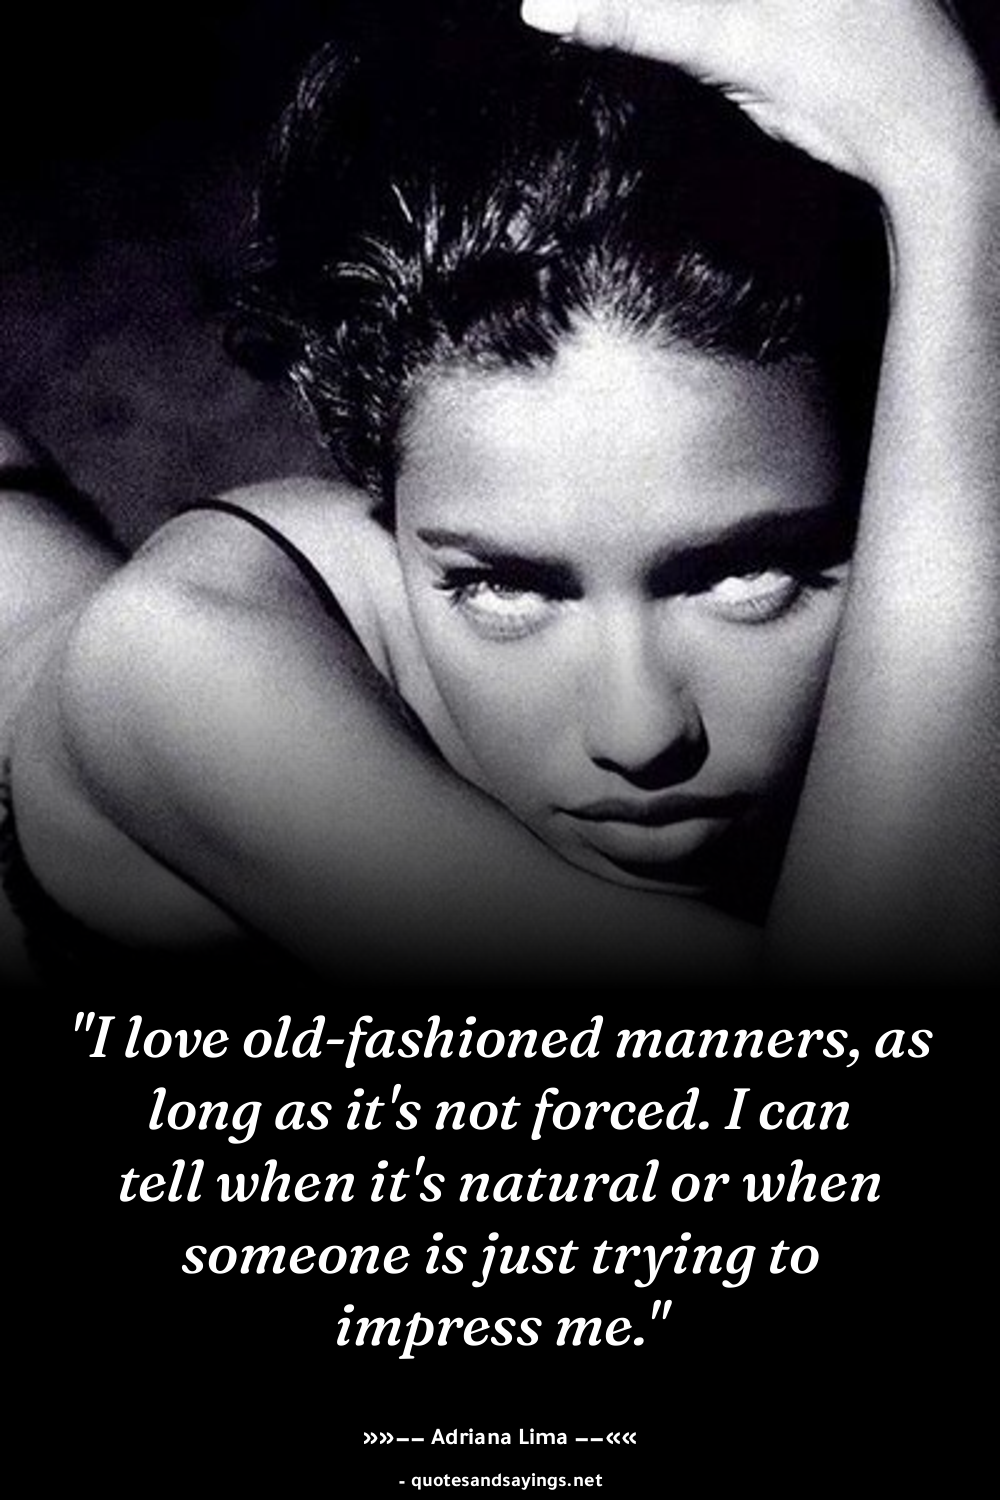 "I love old-fashioned manners, as
long as it's not forced. I can
tell when it's natural or when
someone is just trying to
impress me."
»»–– Adriana Lima ––««
- quotesandsayings.net